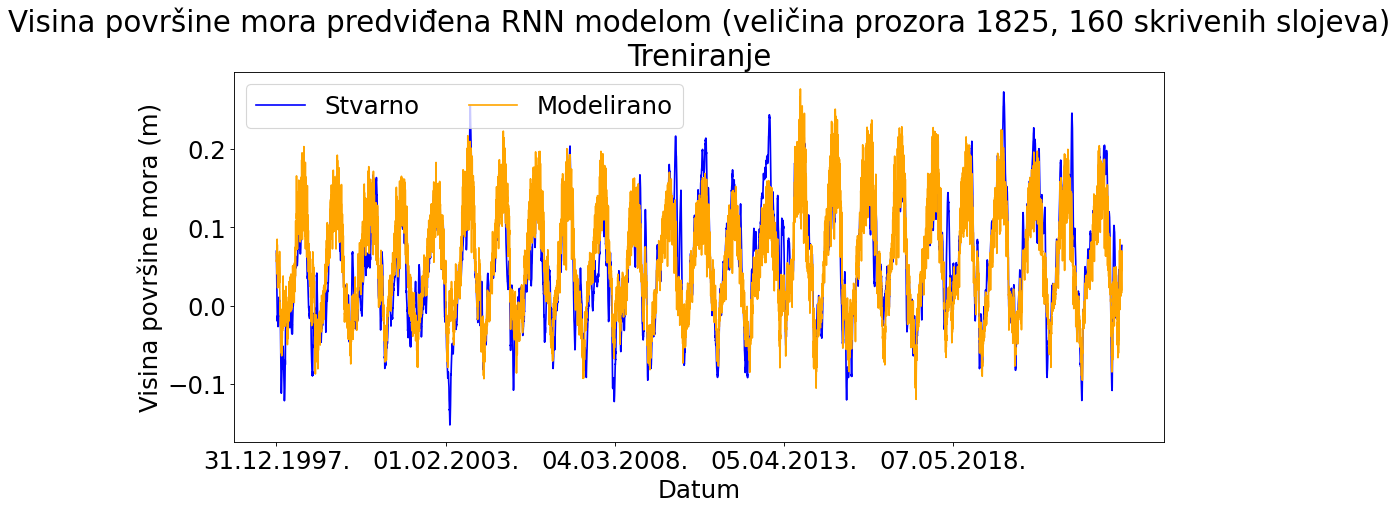 Visina površine mora predviđena RNN modelom (veličina prozora 1825, 160 skrivenih slojeva)
Treniranje
Stvarno Modelirano
Visina površine mora (m)
0.2
0.1
0.0
−0.1
31.12.1997. 01.02.2003. 04.03.2008. 05.04.2013. 07.05.2018.
Datum